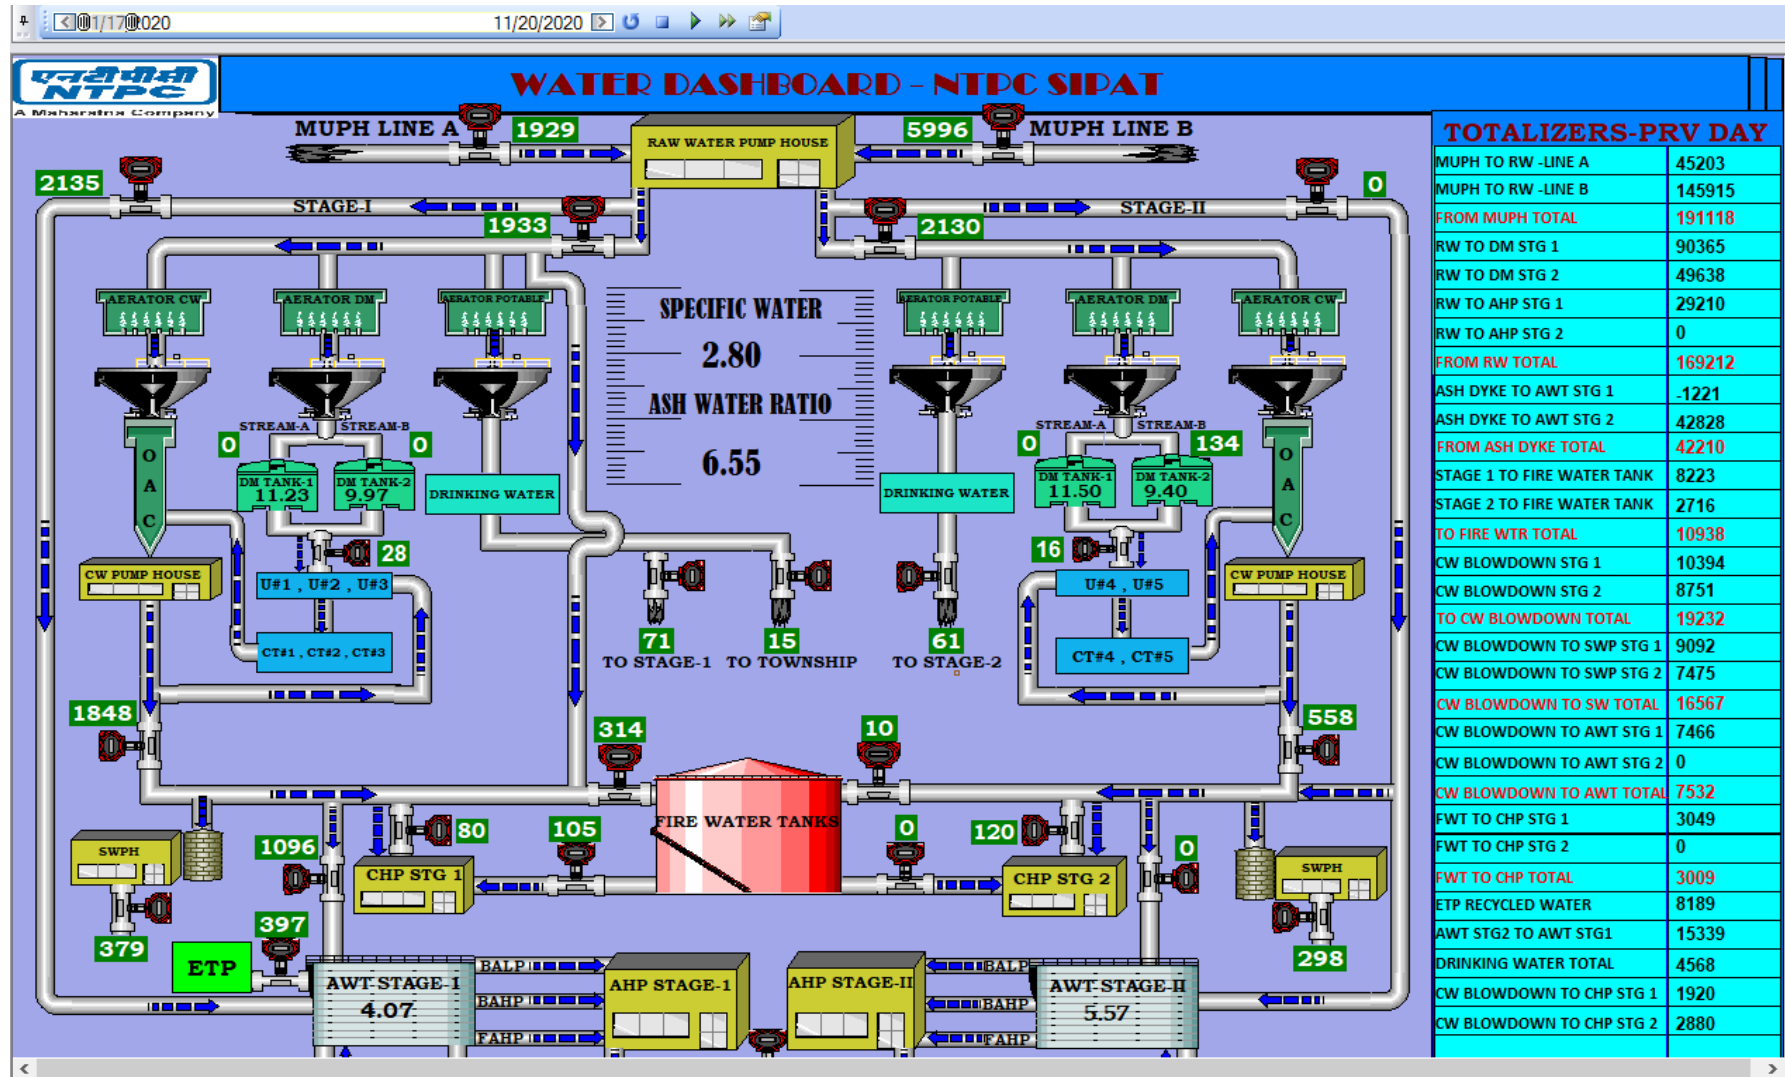 11/20/2020
एनटीपीसी
NTPC
A Maharatna Company
WATER DASHBOARD - NTPC SIPAT
MUPH LINE A
1929
RAW WATER PUMP HOUSE
5996
MUPH LINE B
2135
STAGE-I
1933
STAGE-II
2130
0
AERATOR CW
AERATOR DM
AERATOR POTABLE
AERATOR POTABLE
AERATOR DM
AERATOR CW
SPECIFIC WATER
2.80
ASH WATER RATIO
6.55
STREAM-A
STREAM-B
0
0
STREAM-A
STREAM-B
0
134
OAC
DM TANK-1
11.23
DM TANK-2
9.97
DRINKING WATER
DRINKING WATER
DM TANK-1
11.50
DM TANK-2
9.40
OAC
28
16
CW PUMP HOUSE
U#1 , U#2 , U#3
CT#1 , CT#2 , CT#3
U#4 , U#5
CT#4 , CT#5
CW PUMP HOUSE
71
TO STAGE-1
15
TO TOWNSHIP
61
TO STAGE-2
1848
314
10
558
FIRE WATER TANKS
80
105
0
120
1096
0
SWPH
CHP STG 1
CHP STG 2
SWPH
379
397
298
ETP
AWT STAGE-I
4.07
BALP
BAHP
FAHP
AHP STAGE-1
AHP STAGE-II
BALP
BAHP
FAHP
AWT STAGE-II
5.57
TOTALIZERS-PRV DAY
MUPH TO RW -LINE A 45203
MUPH TO RW -LINE B 145915
FROM MUPH TOTAL 191118
RW TO DM STG 1 90365
RW TO DM STG 2 49638
RW TO AHP STG 1 29210
RW TO AHP STG 2 0
FROM RW TOTAL 169212
ASH DYKE TO AWT STG 1 -1221
ASH DYKE TO AWT STG 2 42828
FROM ASH DYKE TOTAL 42210
STAGE 1 TO FIRE WATER TANK 8223
STAGE 2 TO FIRE WATER TANK 2716
TO FIRE WTR TOTAL 10938
CW BLOWDOWN STG 1 10394
CW BLOWDOWN STG 2 8751
TO CW BLOWDOWN TOTAL 19232
CW BLOWDOWN TO SWP STG 1 9092
CW BLOWDOWN TO SWP STG 2 7475
CW BLOWDOWN TO SW TOTAL 16567
CW BLOWDOWN TO AWT STG 1 7466
CW BLOWDOWN TO AWT STG 2 0
CW BLOWDOWN TO AWT TOTAL 7532
FWT TO CHP STG 1 3049
FWT TO CHP STG 2 0
FWT TO CHP TOTAL 3009
ETP RECYCLED WATER 8189
AWT STG2 TO AWT STG1 15339
DRINKING WATER TOTAL 4568
CW BLOWDOWN TO CHP STG 1 1920
CW BLOWDOWN TO CHP STG 2 2880